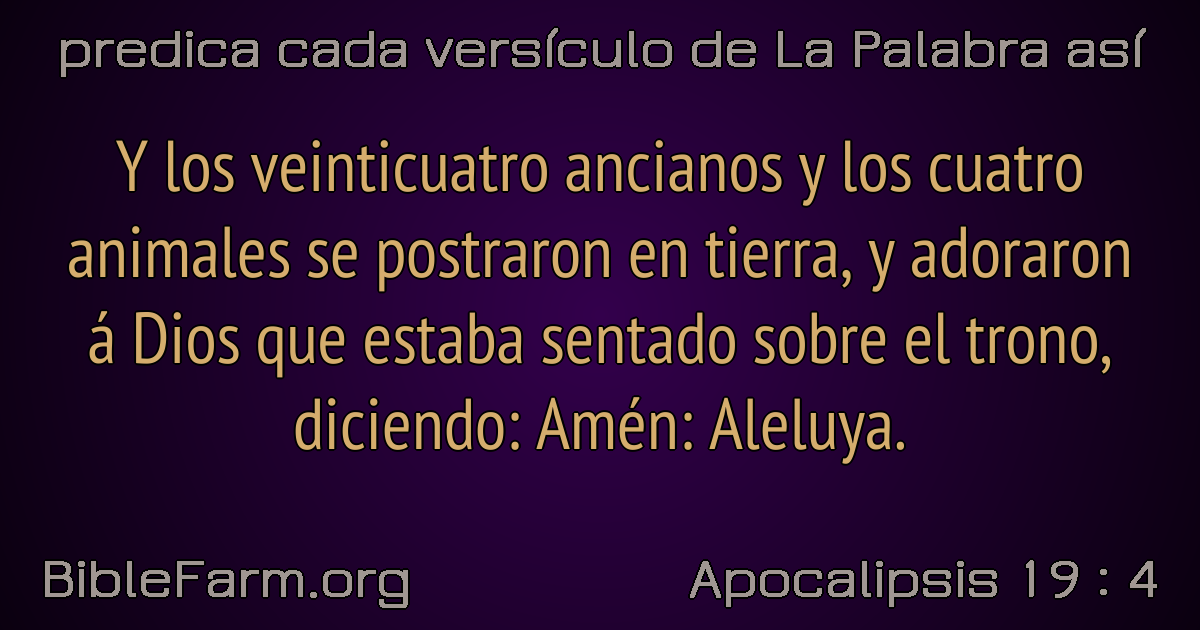 predica cada versículo de La Palabra así
Y los veinticuatro ancianos y los cuatro
animales se postraron en tierra, y adoraron
á Dios que estaba sentado sobre el trono,
diciendo: Amén: Aleluya.
BibleFarm.org
Apocalipsis 19 : 4